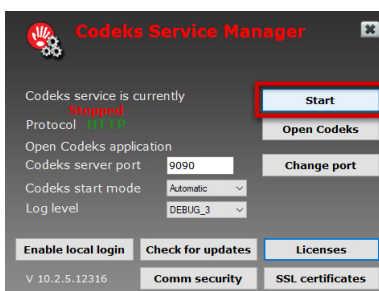 Codeks Service Manager
Codeks service is currently
Stopped
Start
Protocol HTTP
Open Codeks
Open Codeks application
Codeks server port 9090 Change port
Codeks start mode Automatic
Log level DEBUG_3
Enable local login Check for updates Licenses
V 10.2.5.12316 Comm security SSL certificates